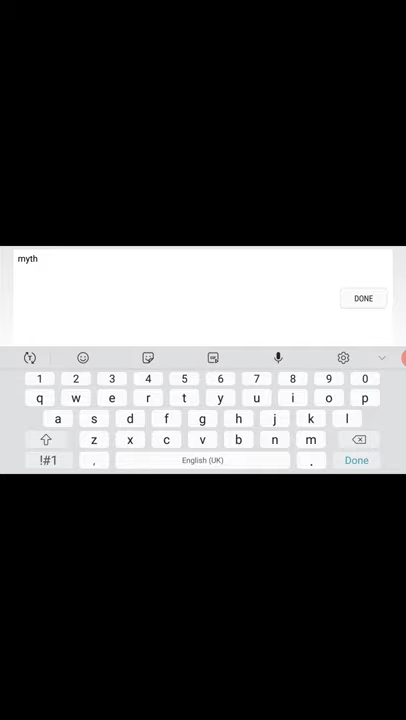 myth
DONE
1 2 3 4 5 6 7 8 9 0
q w e r t y u i o p
a s d f g h j k l
z x c v b n m
!#1 , English (UK) . Done